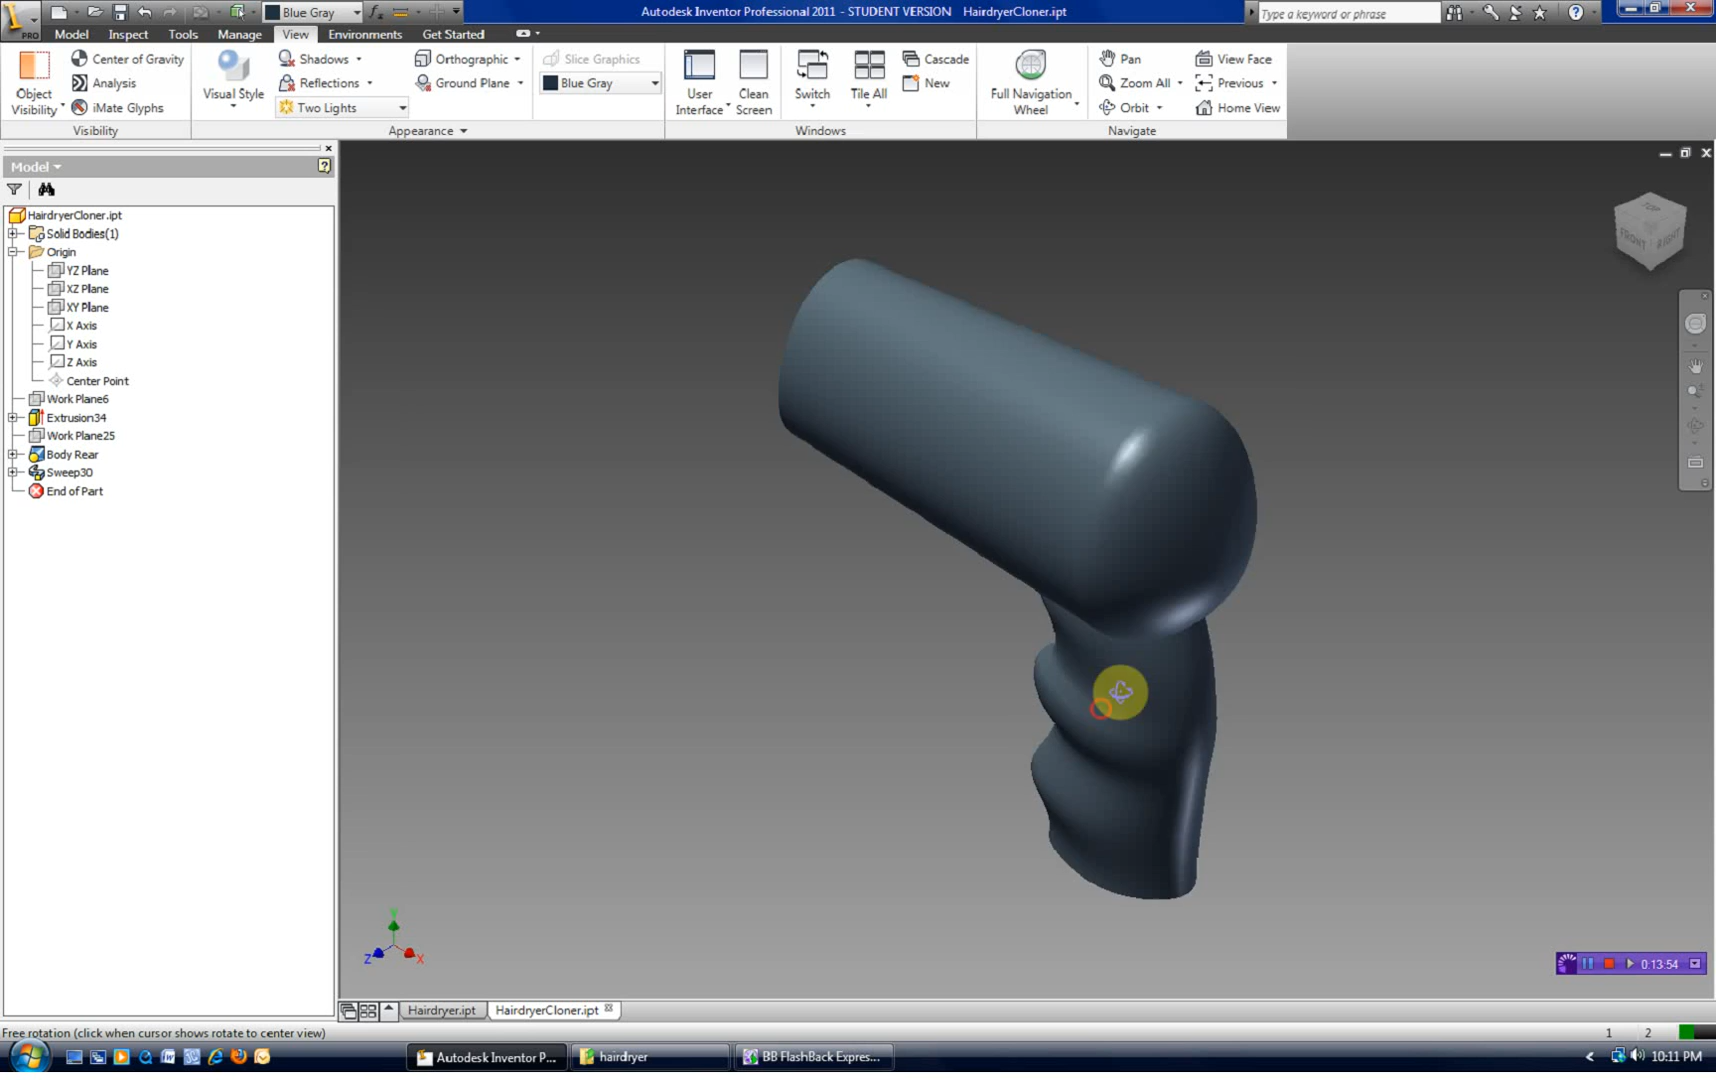 Blue Gray
Autodesk Inventor Professional 2011 - STUDENT VERSION HairdryerCloner.ipt
Type a keyword or phrase
PRO
Model Inspect Tools Manage View Environments Get Started
Object Visibility
Center of Gravity
Analysis
iMate Glyphs
Visibility
Visual Style
Shadows
Reflections
Two Lights
Orthographic
Ground Plane
Slice Graphics
Blue Gray
Appearance
User Interface
Clean Screen
Switch
Tile All
Cascade
New
Windows
Full Navigation Wheel
Pan
Zoom All
Orbit
View Face
Previous
Home View
Navigate
Model
HairdryerCloner.ipt
Solid Bodies(1)
Origin
YZ Plane
XZ Plane
XY Plane
X Axis
Y Axis
Z Axis
Center Point
Work Plane6
Extrusion34
Work Plane25
Body Rear
Sweep30
End of Part
TOP
FRONT RIGHT
Y
Z X
0:13:54
Hairdryer.ipt HairdryerCloner.ipt
Free rotation (click when cursor shows rotate to center view)
1 2
Autodesk Inventor P...
hairdryer
BB FlashBack Expres...
10:11 PM